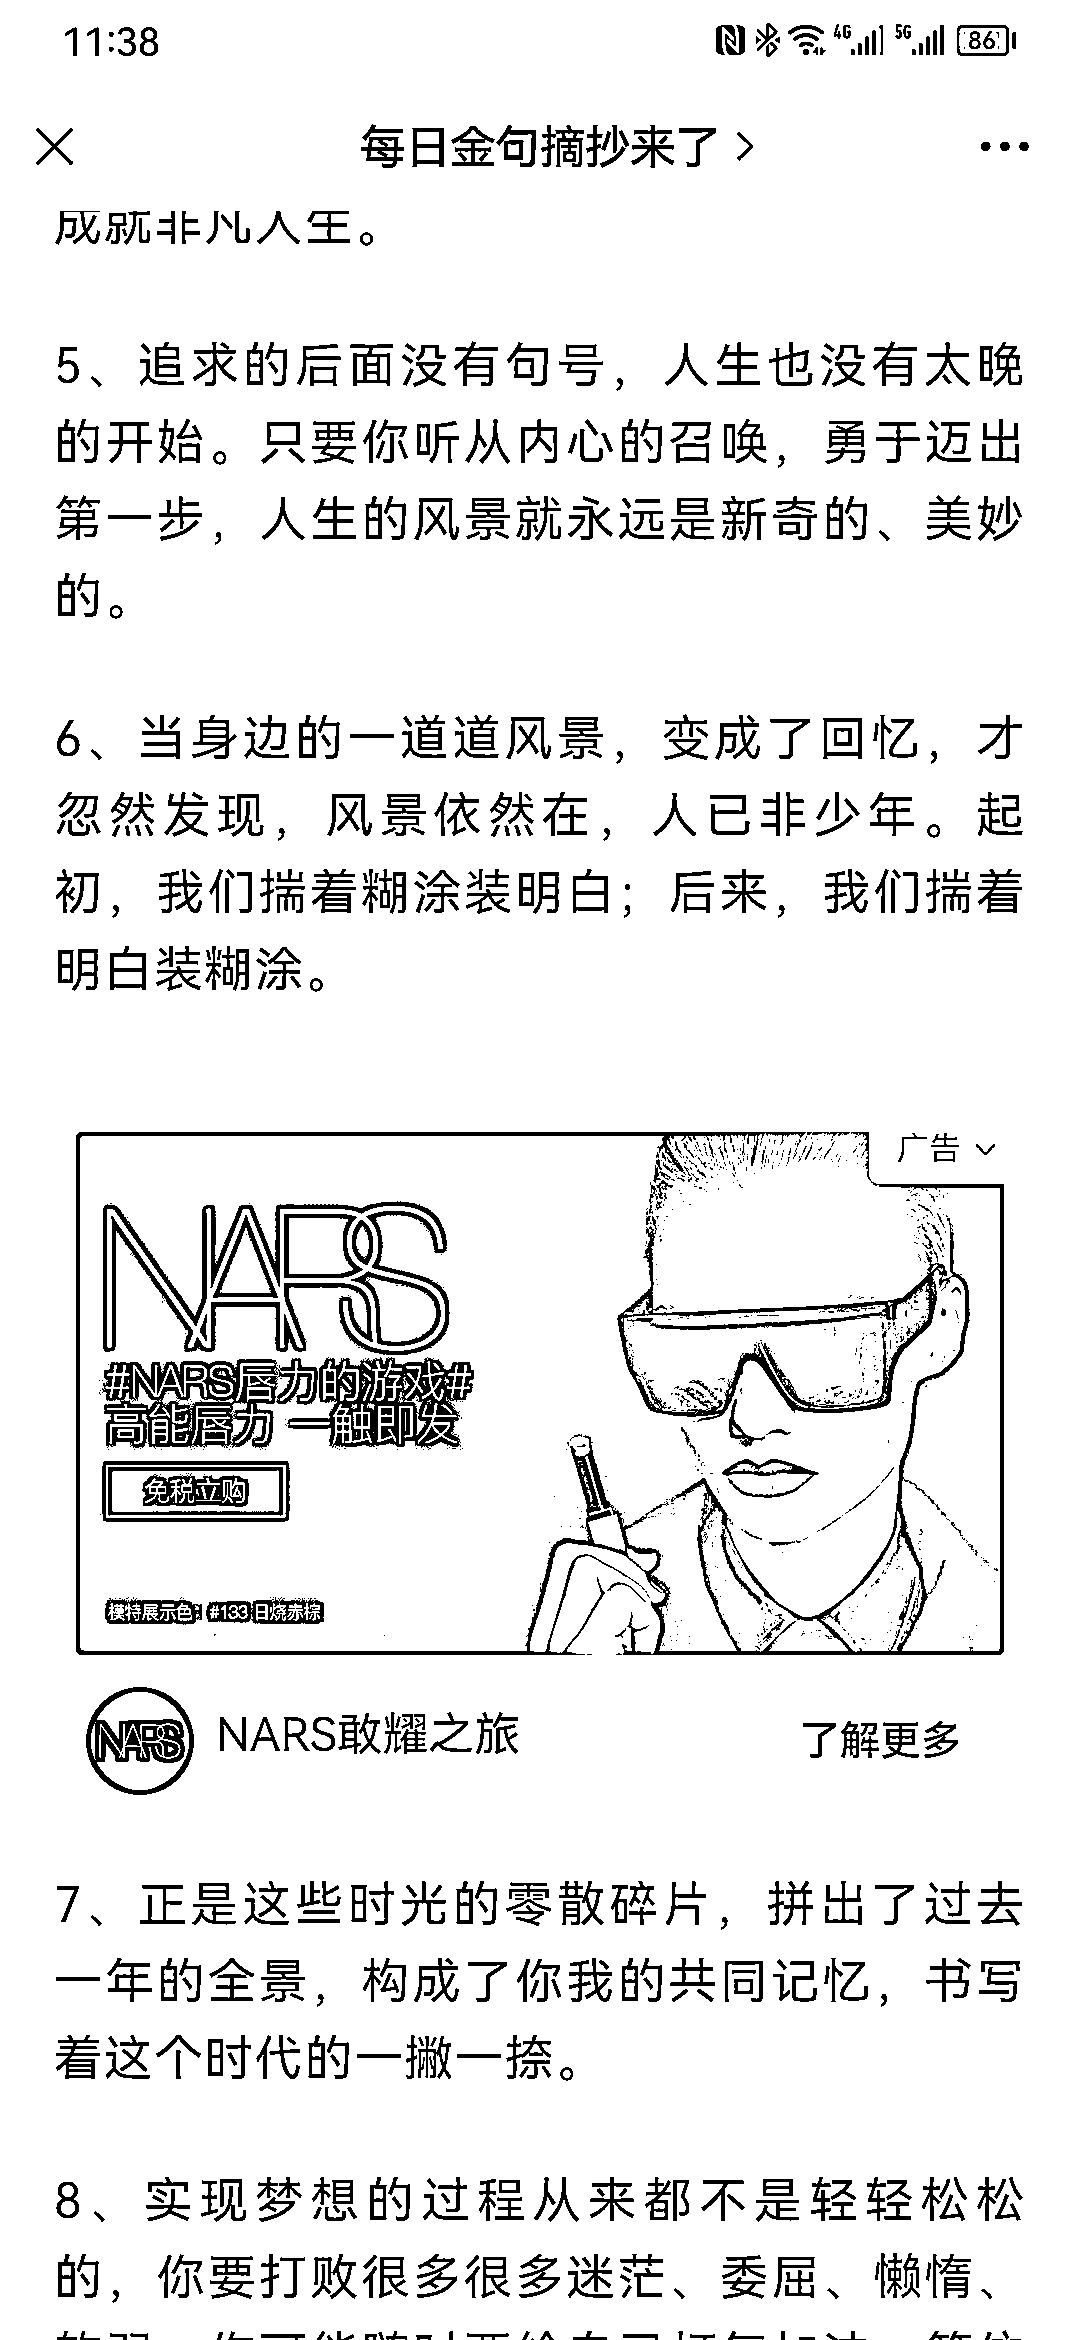 11:38
4G 5G 86
每日金句摘抄来了
成就非凡人生。
5、追求的后面没有句号，人生也没有太晚
的开始。只要你听从内心的召唤，勇于迈出
第一步，人生的风景就永远是新奇的、美妙
的。
6、当身边的一道道风景，变成了回忆，才
忽然发现，风景依然在，人已非少年。起
初，我们揣着糊涂装明白；后来，我们揣着
明白装糊涂。
广告
NARS
#NARS唇力的游戏#
高能唇力 一触即发
免税立购
模特展示色：#133 日烧赤棕
NARS
NARS敢耀之旅
了解更多
7、正是这些时光的零散碎片，拼出了过去
一年的全景，构成了你我的共同记忆，书写
着这个时代的一撇一捺。
8、实现梦想的过程从来都不是轻轻松松
的，你要打败很多很多迷茫、委屈、懒惰、